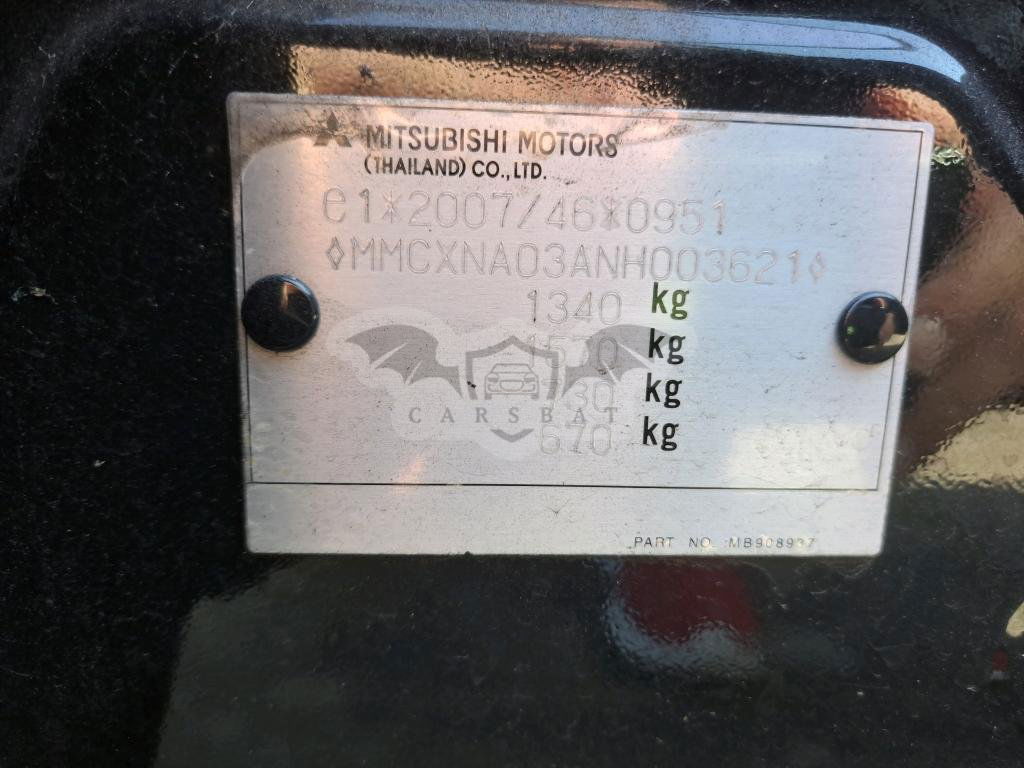 MITSUBISHI MOTORS
(THAILAND) CO., LTD.
e1*2007/46*0951
◊MMCXNA03ANH003621◊
1340 kg
1570 kg
kg
670 kg
CARSBAT
PART NO. MB908937